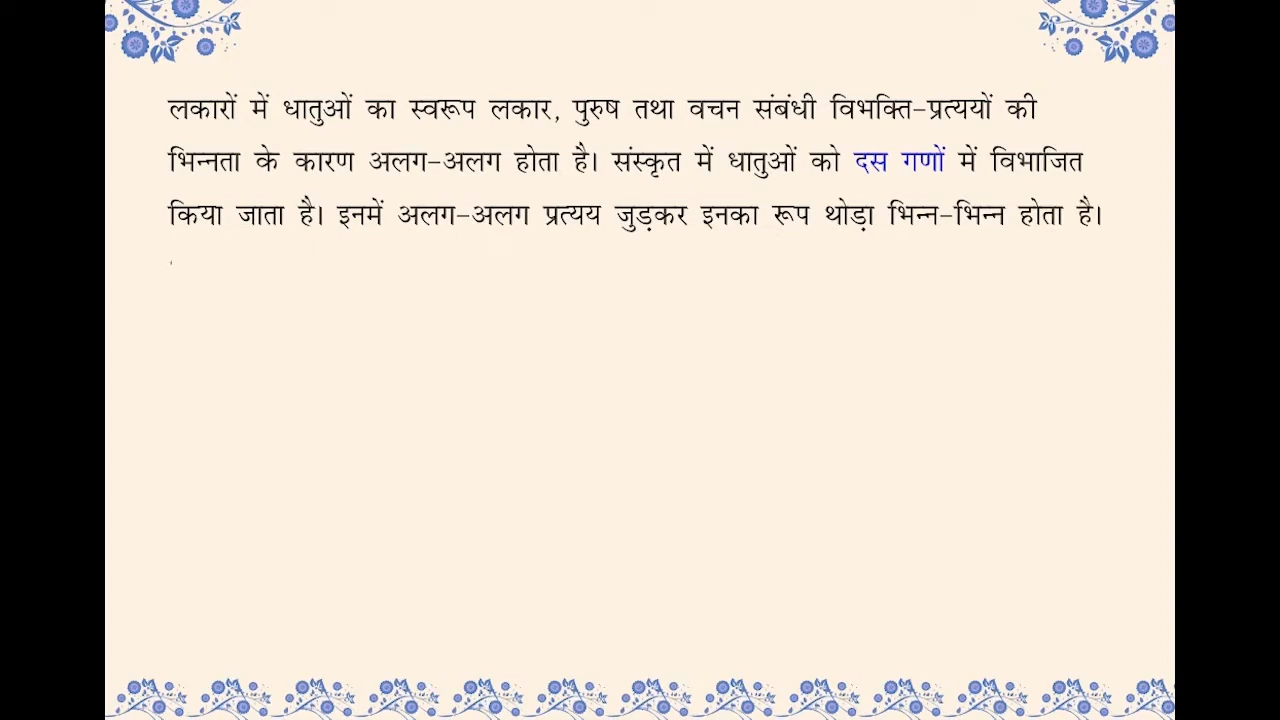 लकारों में धातुओं का स्वरूप लकार, पुरुष तथा वचन संबंधी विभक्ति-प्रत्ययों की
भिन्नता के कारण अलग-अलग होता है। संस्कृत में धातुओं को दस गणों में विभाजित
किया जाता है। इनमें अलग-अलग प्रत्यय जुड़कर इनका रूप थोड़ा भिन्न-भिन्न होता है।